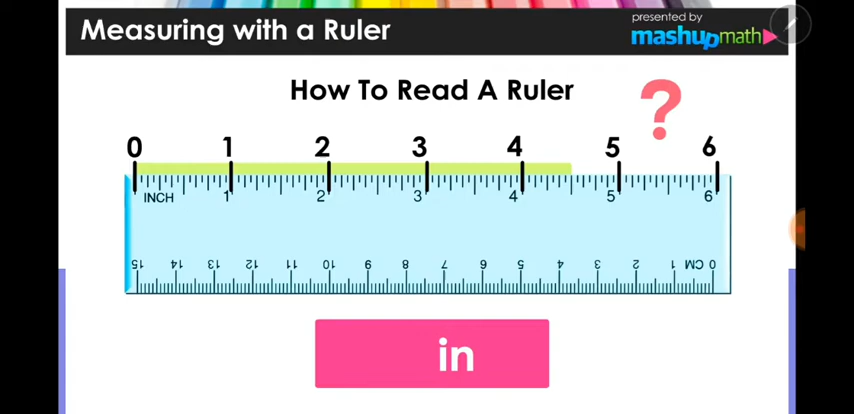 presented by
Measuring with a Ruler
mashupmath
How To Read A Ruler
?
0 1 2 3 4 5 6
INCH 1 2 3 4 5 6
15 14 13 12 11 10 9 8 7 6 5 4 3 2 1 CM 0
in